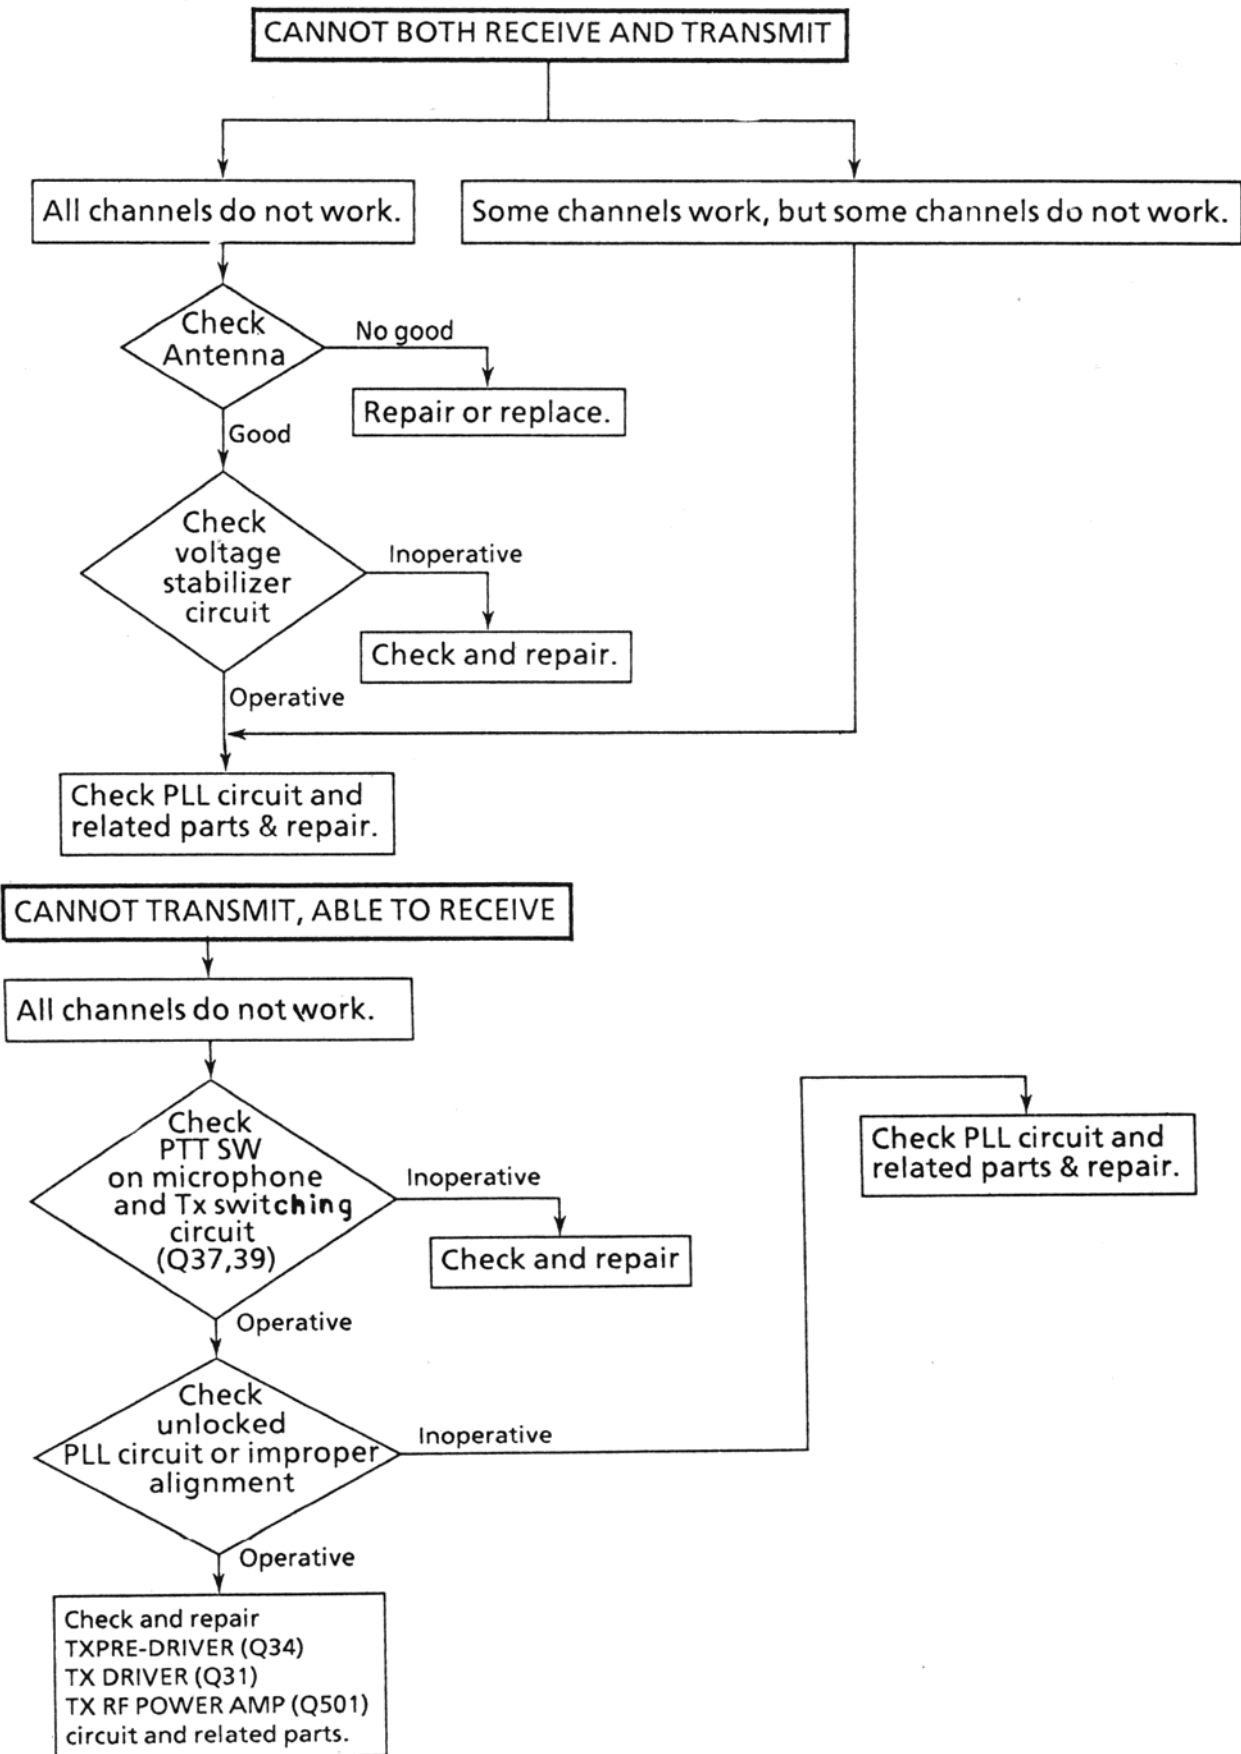 CANNOT BOTH RECEIVE AND TRANSMIT
All channels do not work.
Some channels work, but some channels do not work.
Check
Antenna
No good
Repair or replace.
Good
Check
voltage
stabilizer
circuit
Inoperative
Check and repair.
Operative
Check PLL circuit and
related parts & repair.
CANNOT TRANSMIT, ABLE TO RECEIVE
All channels do not work.
Check
PTT SW
on microphone
and Tx switching
circuit
(Q37,39)
Inoperative
Check and repair
Operative
Check
unlocked
PLL circuit or improper
alignment
Inoperative
Check PLL circuit and
related parts & repair.
Operative
Check and repair
TXPRE-DRIVER (Q34)
TX DRIVER (Q31)
TX RF POWER AMP (Q501)
circuit and related parts.